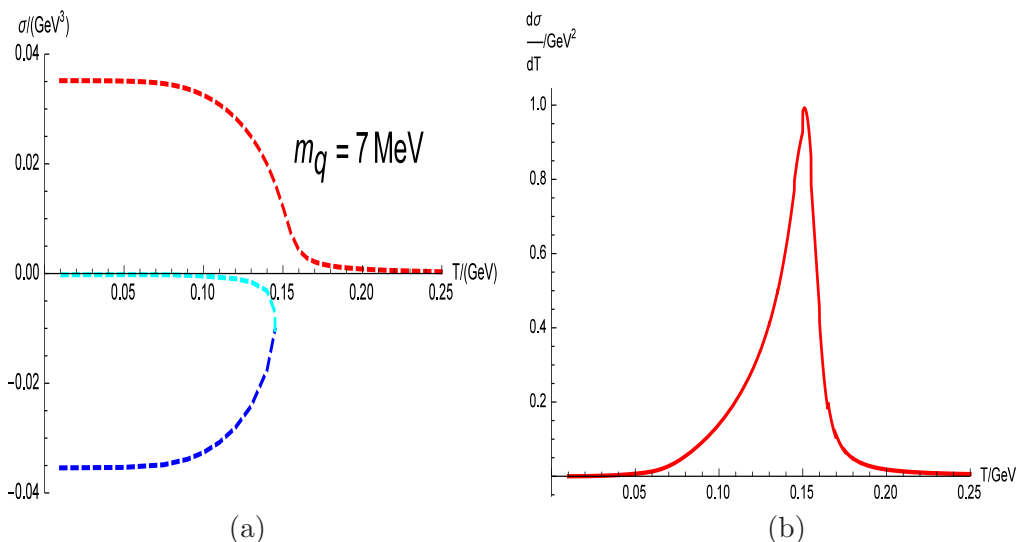 σ/(GeV³)
0.04
0.02
0.00
−0.02
−0.04
m_q = 7 MeV
0.05 0.10 0.15 0.20 0.25
T/(GeV)
(a)
dσ
—/GeV²
dT
1.0
0.8
0.6
0.4
0.2
0.05 0.10 0.15 0.20 0.25
T/GeV
(b)